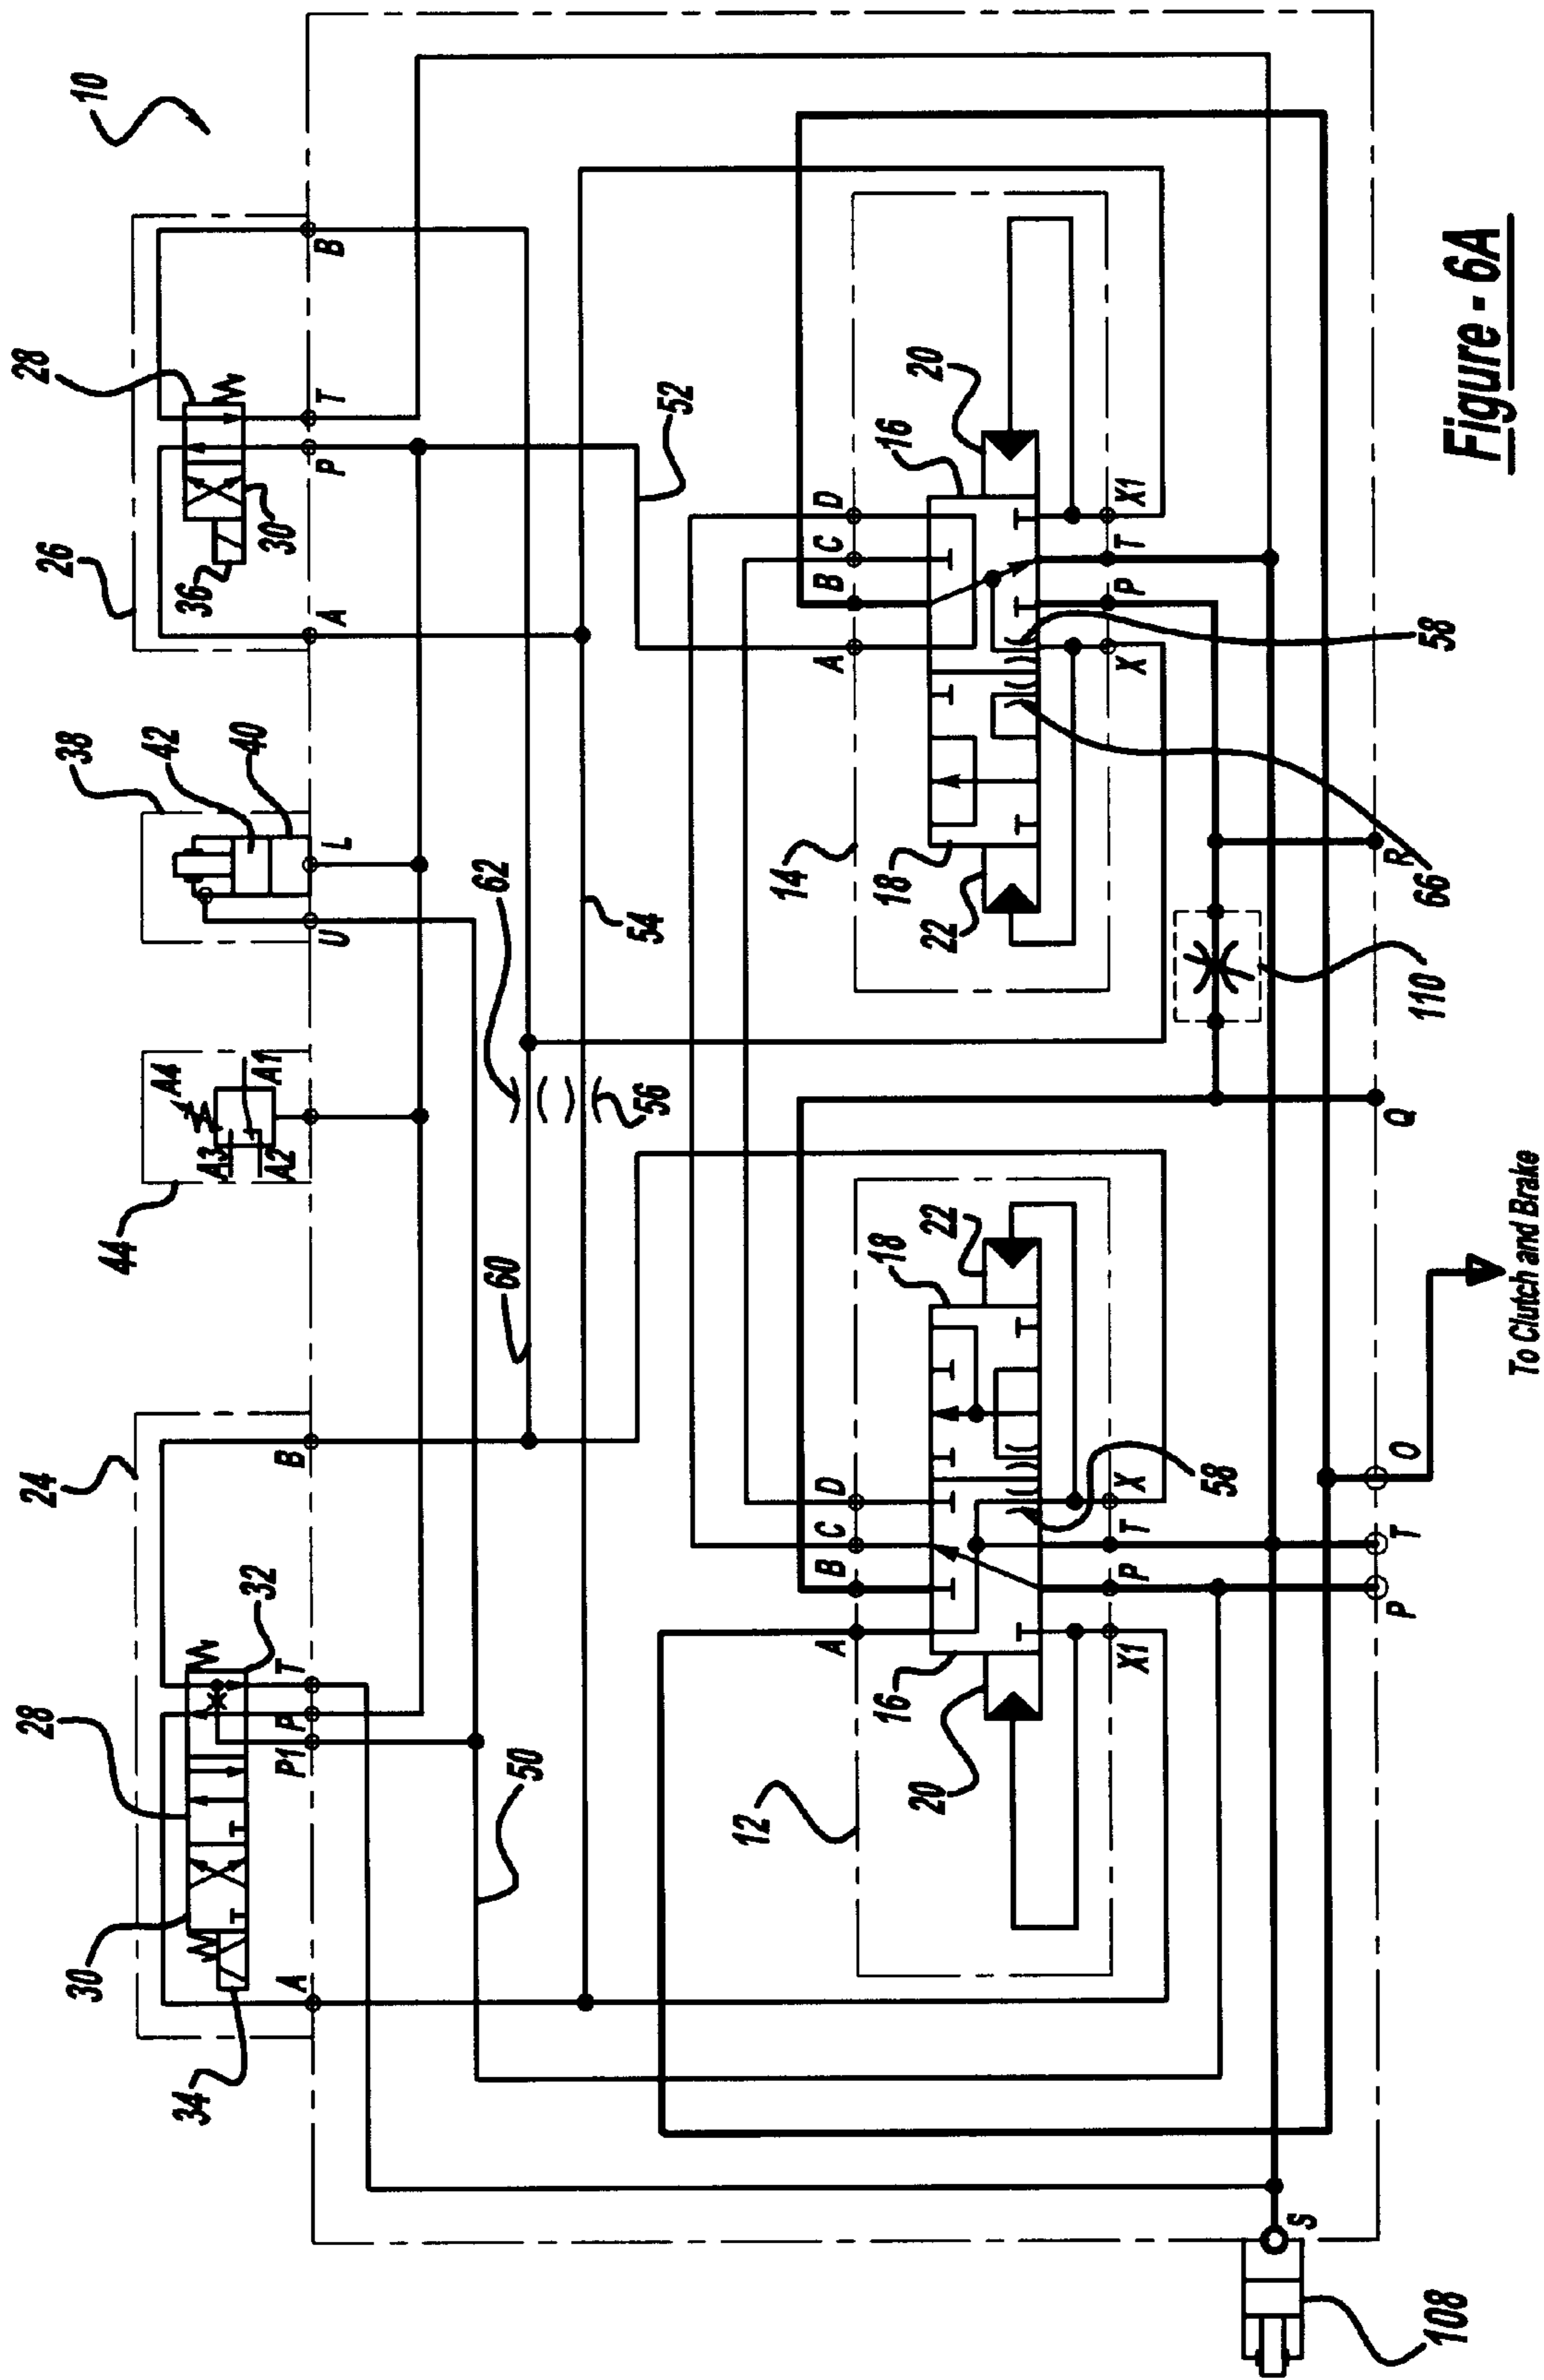 10
28
24
26
28
30
44
38
34
A4
42
36
32
A3
A1
40
30
A2
A
P1
P
T
B
U
L
A
P
T
B
50
60
62
56
54
52
12
14
A
B
C
D
A
B
C
D
20
16
18
22
22
18
16
20
X1
P
T
X
X
P
T
X1
58
58
S
P
T
O
Q
R
110
66
108
To Clutch and Brake
Figure - 6A